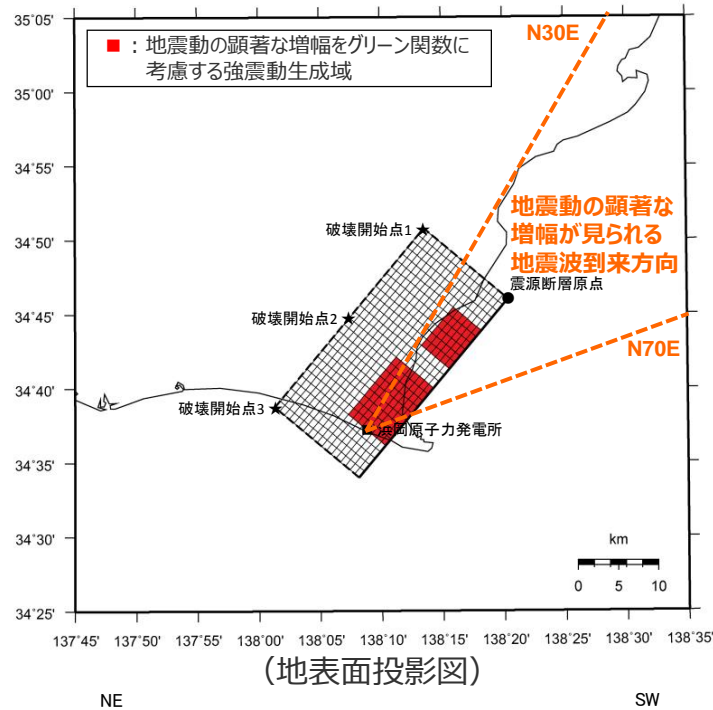 ■：地震動の顕著な増幅をグリーン関数に
考慮する強震動生成域
N30E
35°05'
35°00'
34°55'
34°50'
34°45'
34°40'
34°35'
34°30'
34°25'
破壊開始点1
地震動の顕著な
増幅が見られる
地震波到来方向
震源断層原点
破壊開始点2
N70E
破壊開始点3
浜岡原子力発電所
km
0 5 10
137°45' 137°50' 137°55' 138°00' 138°05' 138°10' 138°15' 138°20' 138°25' 138°30' 138°35'
（地表面投影図）
NE SW